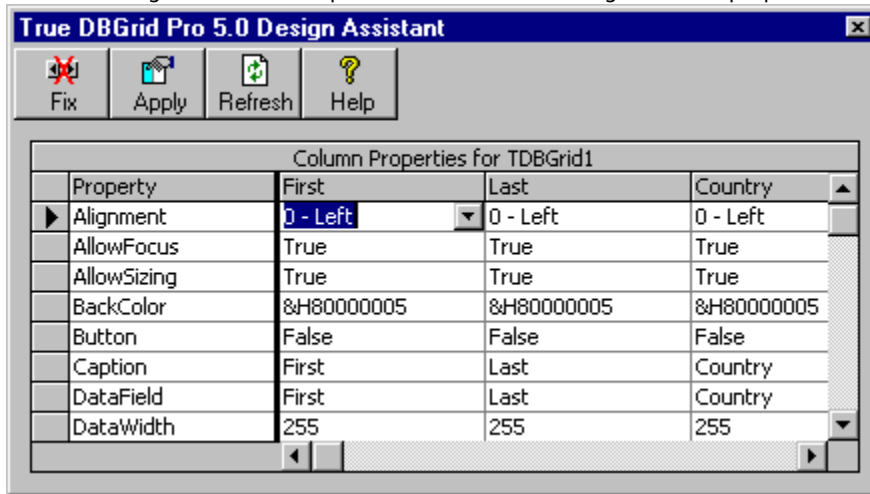 True DBGrid Pro 5.0 Design Assistant
Fix Apply Refresh Help
Column Properties for TDBGrid1
Property First Last Country
Alignment 0 - Left 0 - Left 0 - Left
AllowFocus True True True
AllowSizing True True True
BackColor &H80000005 &H80000005 &H80000005
Button False False False
Caption First Last Country
DataField First Last Country
DataWidth 255 255 255